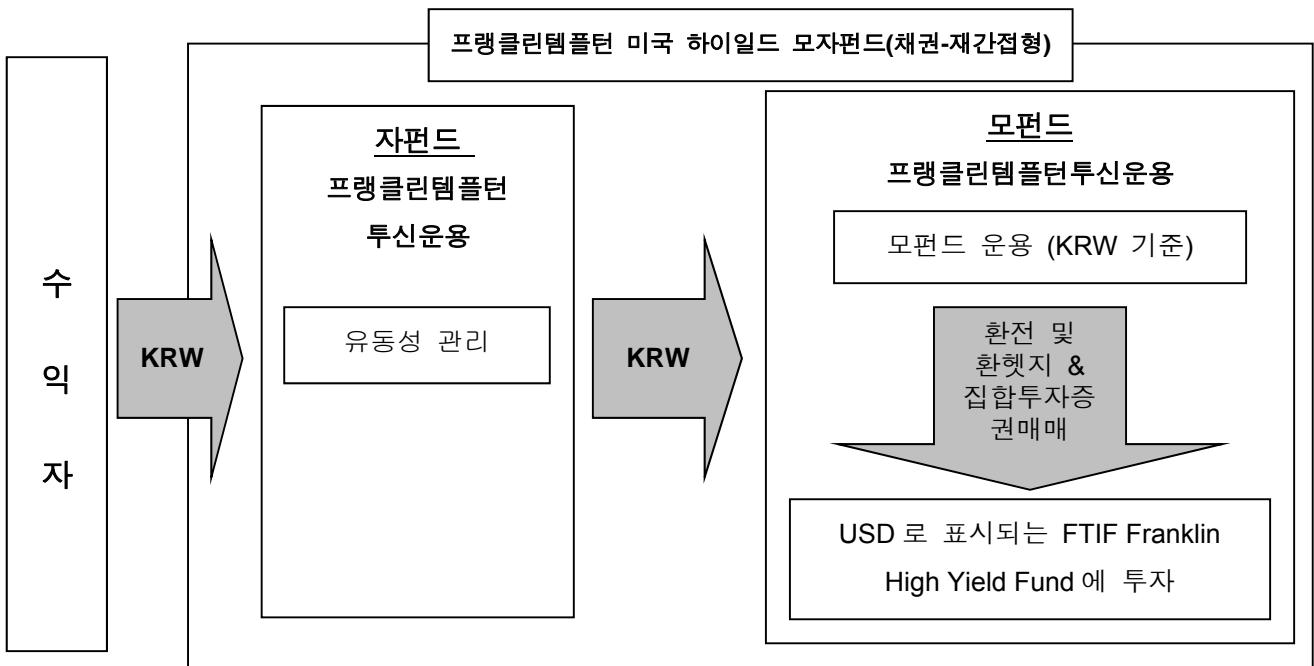 프랭클린템플턴 미국 하이일드 모자펀드(채권-재간접형)
수
익
자
KRW
자펀드
프랭클린템플턴
투신운용
유동성 관리
KRW
모펀드
프랭클린템플턴투신운용
모펀드 운용 (KRW 기준)
환전 및
환헷지 &
집합투자증
권매매
USD 로 표시되는 FTIF Franklin
High Yield Fund 에 투자